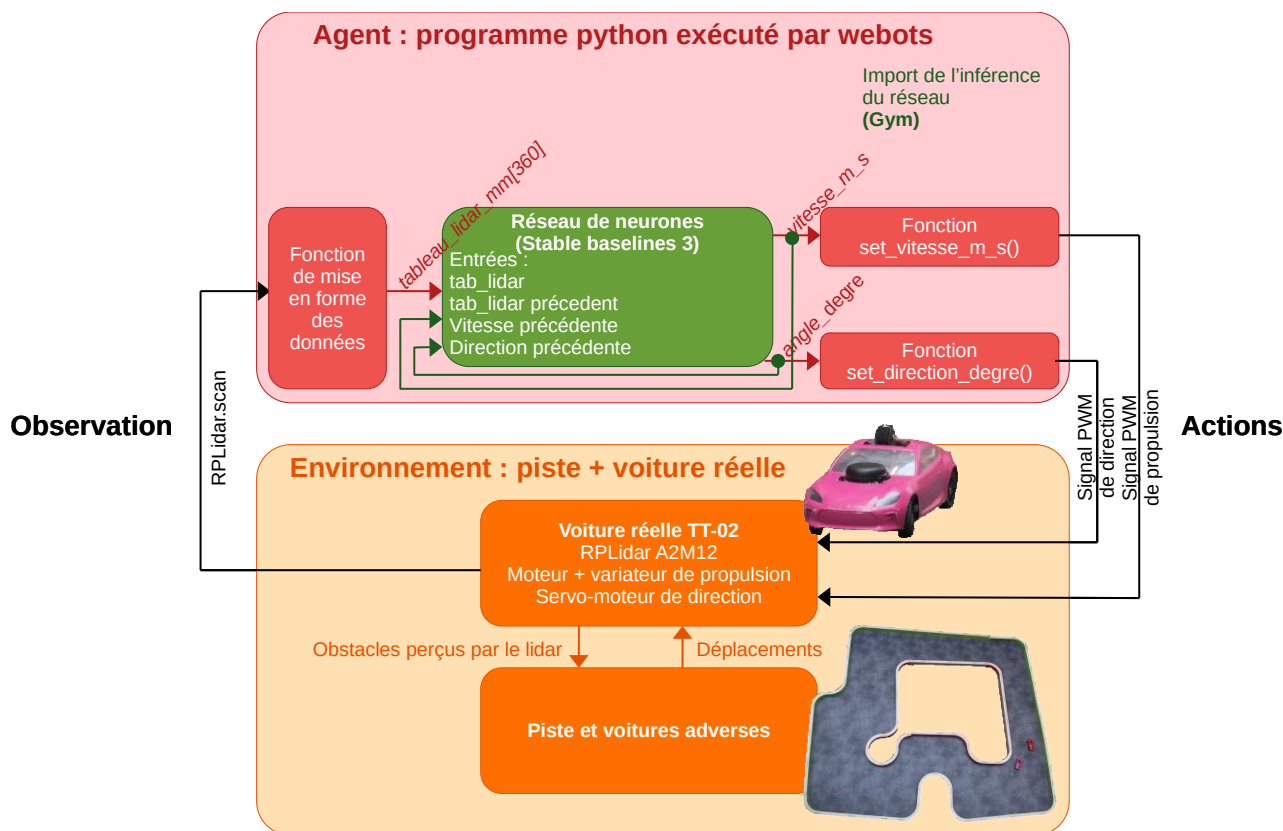 Agent : programme python exécuté par webots
Import de l'inférence
du réseau
(Gym)
tableau_lidar_mm[360]
vitesse_m_s
angle_degre
Fonction
de mise
en forme
des
données
Réseau de neurones
(Stable baselines 3)
Entrées :
tab_lidar
tab_lidar précedent
Vitesse précédente
Direction précédente
Fonction
set_vitesse_m_s()
Fonction
set_direction_degre()
Observation
RPLidar.scan
Actions
Signal PWM
de direction
Signal PWM
de propulsion
Environnement : piste + voiture réelle
Voiture réelle TT-02
RPLidar A2M12
Moteur + variateur de propulsion
Servo-moteur de direction
Obstacles perçus par le lidar
Déplacements
Piste et voitures adverses